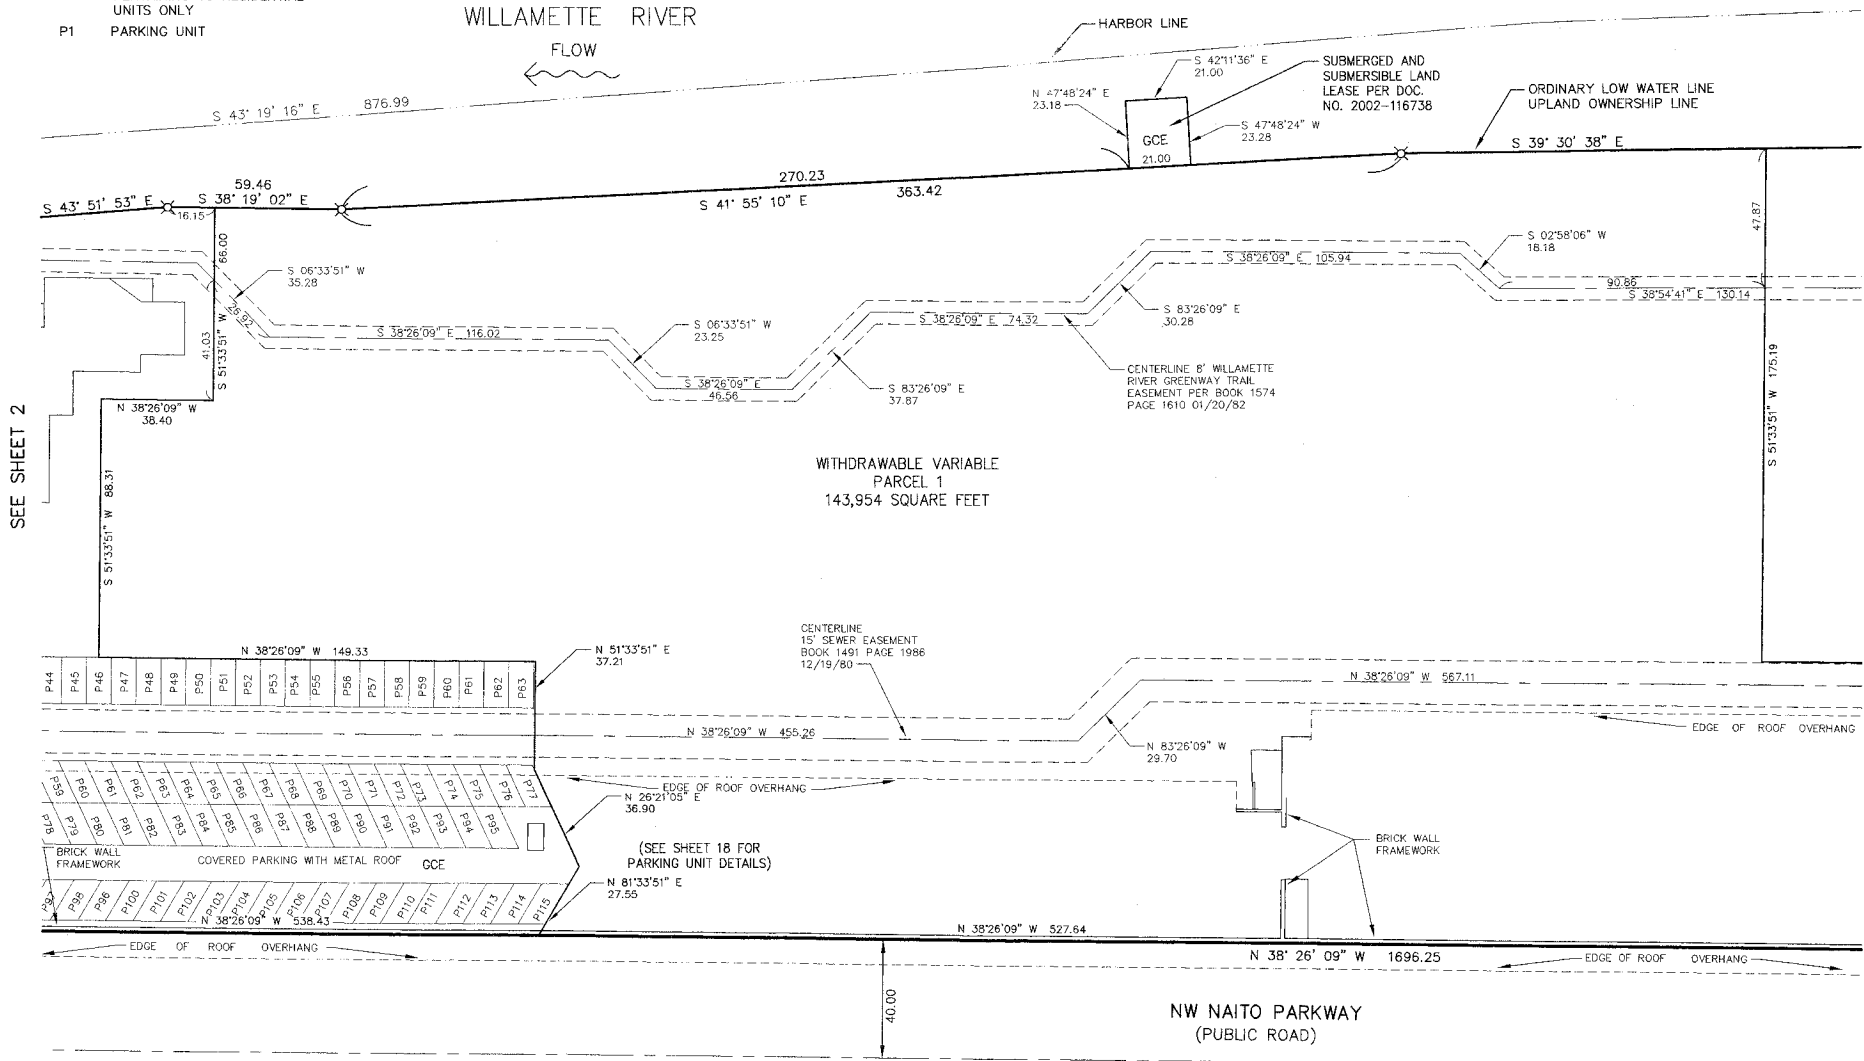 UNITS ONLY
P1 PARKING UNIT
WILLAMETTE RIVER
FLOW
HARBOR LINE
S 43° 19' 16" E 876.99
S 42°11'36" E
21.00
N 47°48'24" E
23.18
GCE
21.00
S 47°48'24" W
23.28
SUBMERGED AND
SUBMERSIBLE LAND
LEASE PER DOC.
NO. 2002-116738
ORDINARY LOW WATER LINE
UPLAND OWNERSHIP LINE
S 39° 30' 38" E
S 43° 51' 53" E
59.46
S 38° 19' 02" E
16.15
270.23
363.42
S 41° 55' 10" E
66.00
S 06°33'51" W
35.28
26.92
41.03
S 51°33'51" W
S 38°26'09" E 116.02
S 06°33'51" W
23.25
S 38°26'09" E
46.56
S 83°26'09" E
37.87
S 38°26'09" E 74.32
S 83°26'09" E
30.28
S 38°26'09" E 105.94
S 02°58'06" W
18.18
90.86
S 38°54'41" E 130.14
47.87
S 51°33'51" W 175.19
CENTERLINE 8' WILLAMETTE
RIVER GREENWAY TRAIL
EASEMENT PER BOOK 1574
PAGE 1610 01/20/82
SEE SHEET 2
N 38°26'09" W
38.40
S 51°33'51" W 88.31
WITHDRAWABLE VARIABLE
PARCEL 1
143,954 SQUARE FEET
N 38°26'09" W 149.33
N 51°33'51" E
37.21
P44 P45 P46 P47 P48 P49 P50 P51 P52 P53 P54 P55 P56 P57 P58 P59 P60 P61 P62 P63
CENTERLINE
15' SEWER EASEMENT
BOOK 1491 PAGE 1986
12/19/80
N 38°26'09" W 455.26
N 83°26'09" W
29.70
N 38°26'09" W 567.11
EDGE OF ROOF OVERHANG
P59 P60 P61 P62 P63 P64 P65 P66 P67 P68 P69 P70 P71 P72 P73 P74 P75 P76 P77
EDGE OF ROOF OVERHANG
N 26°21'05" E
36.90
P78 P79 P80 P81 P82 P83 P84 P85 P86 P87 P88 P89 P90 P91 P92 P93 P94 P95
BRICK WALL
FRAMEWORK
COVERED PARKING WITH METAL ROOF GCE
(SEE SHEET 18 FOR
PARKING UNIT DETAILS)
N 81°33'51" E
27.55
BRICK WALL
FRAMEWORK
P97 P98 P96 P100 P101 P102 P103 P104 P105 P106 P107 P108 P109 P110 P111 P112 P113 P114 P115
N 38°26'09" W 538.43
N 38°26'09" W 527.64
EDGE OF ROOF OVERHANG
N 38° 26' 09" W 1696.25
EDGE OF ROOF OVERHANG
40.00
NW NAITO PARKWAY
(PUBLIC ROAD)